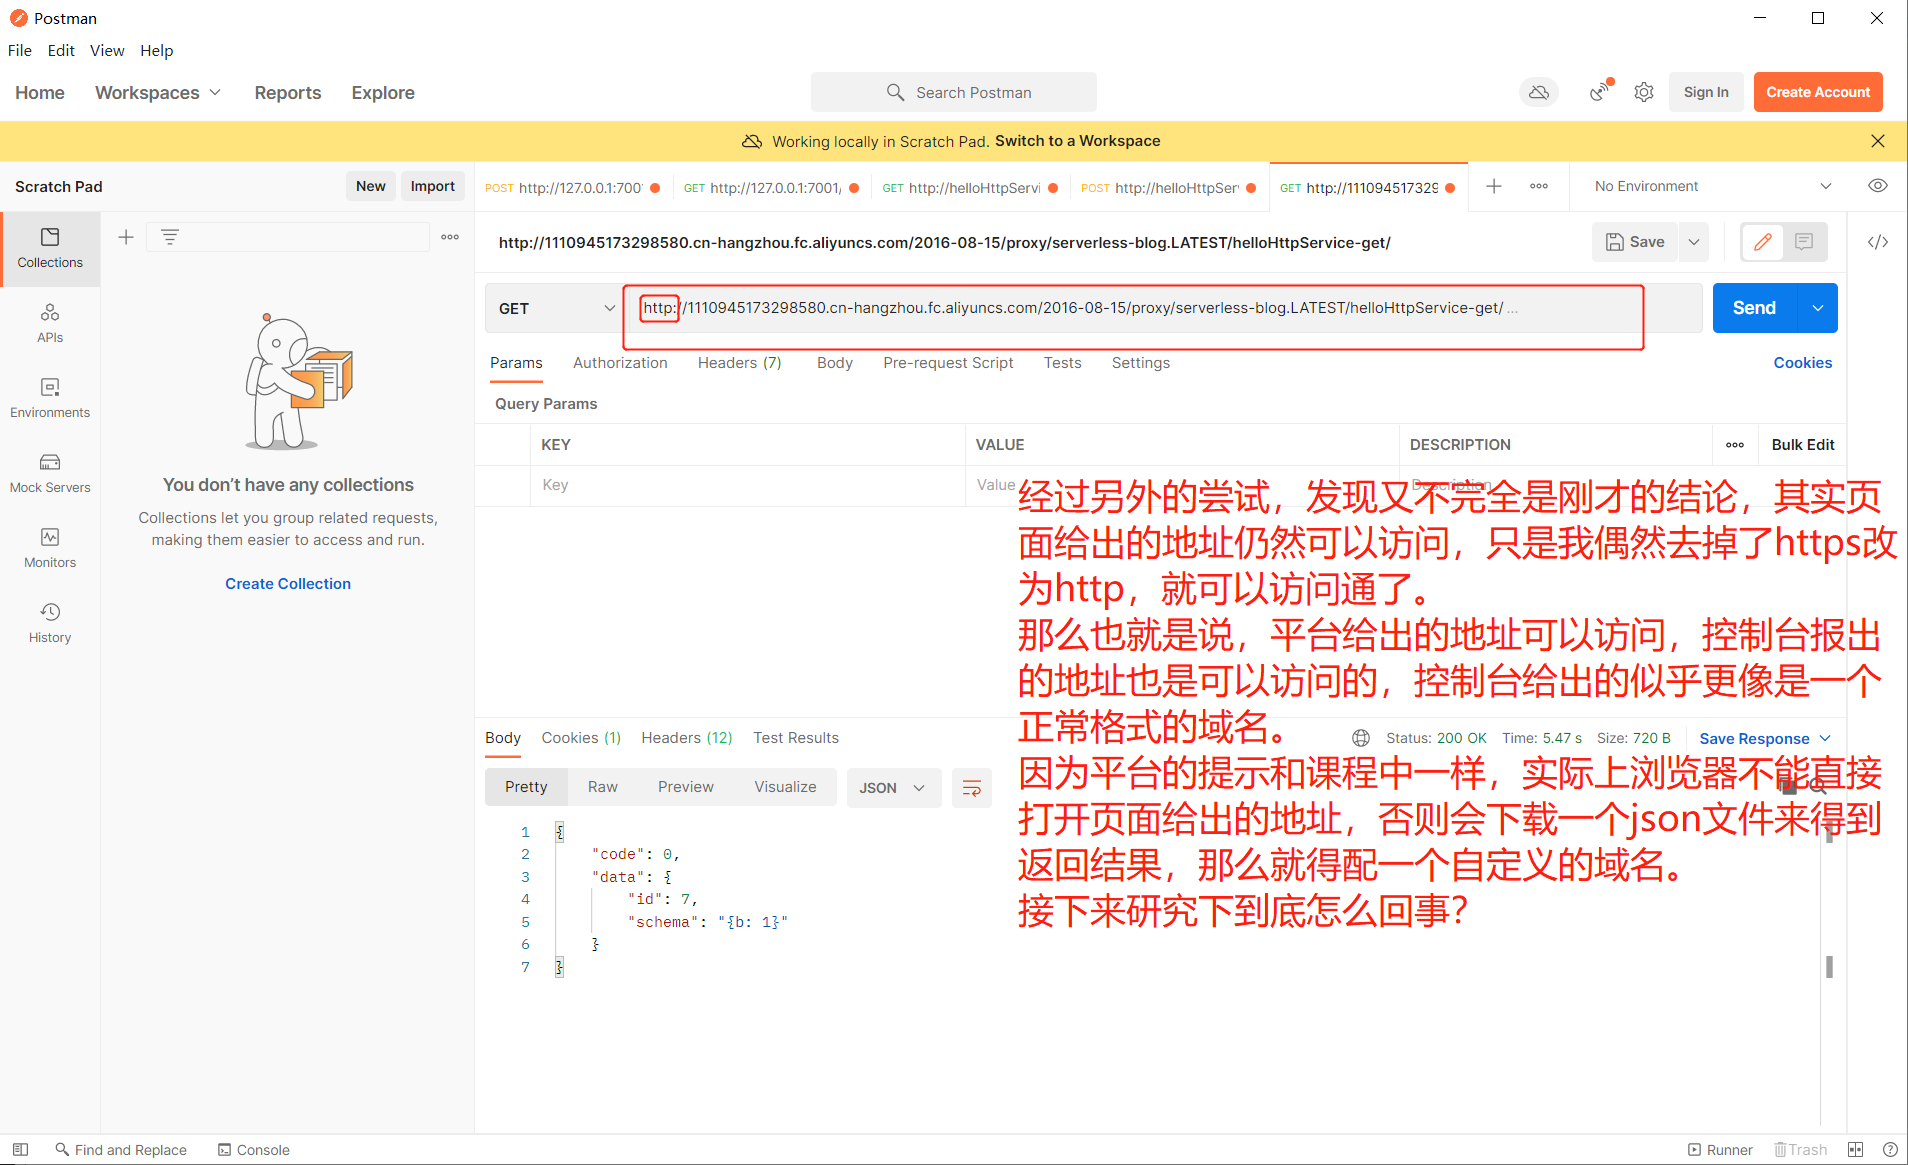 Postman
File Edit View Help
Home Workspaces Reports Explore
Search Postman
Sign In
Create Account
Working locally in Scratch Pad. Switch to a Workspace
Scratch Pad
New
Import
POST http://127.0.0.1:700
GET http://127.0.0.1:7001/
GET http://helloHttpServi
POST http://helloHttpSer
GET http://111094517329
No Environment
Collections
APIs
Environments
Mock Servers
Monitors
History
You don't have any collections
Collections let you group related requests,
making them easier to access and run.
Create Collection
http://1110945173298580.cn-hangzhou.fc.aliyuncs.com/2016-08-15/proxy/serverless-blog.LATEST/helloHttpService-get/
Save
GET
http://1110945173298580.cn-hangzhou.fc.aliyuncs.com/2016-08-15/proxy/serverless-blog.LATEST/helloHttpService-get/ ...
Send
Params Authorization Headers (7) Body Pre-request Script Tests Settings
Cookies
Query Params
KEY VALUE DESCRIPTION
Bulk Edit
Key Value Description
经过另外的尝试，发现又不完全是刚才的结论，其实页
面给出的地址仍然可以访问，只是我偶然去掉了https改
为http，就可以访问通了。
那么也就是说，平台给出的地址可以访问，控制台报出
的地址也是可以访问的，控制台给出的似乎更像是一个
正常格式的域名。
因为平台的提示和课程中一样，实际上浏览器不能直接
打开页面给出的地址，否则会下载一个json文件来得到
返回结果，那么就得配一个自定义的域名。
接下来研究下到底怎么回事？
Body Cookies (1) Headers (12) Test Results
Status: 200 OK Time: 5.47 s Size: 720 B
Save Response
Pretty Raw Preview Visualize
JSON
1 {
2 "code": 0,
3 "data": {
4 "id": 7,
5 "schema": "{b: 1}"
6 }
7 }
Find and Replace
Console
Runner
Trash